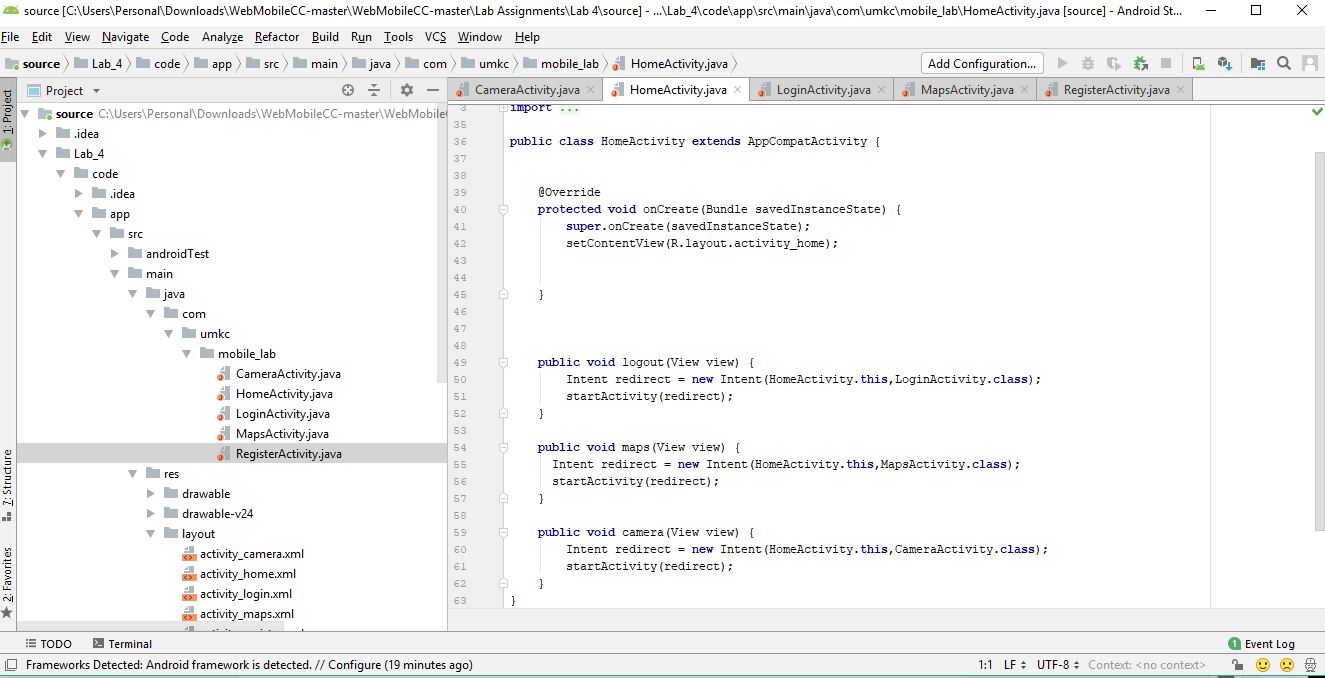 source [C:\Users\Personal\Downloads\WebMobileCC-master\WebMobileCC-master\Lab Assignments\Lab 4\source] - ...\Lab_4\code\app\src\main\java\com\umkc\mobile_lab\HomeActivity.java [source] - Android St...
File Edit View Navigate Code Analyze Refactor Build Run Tools VCS Window Help
source Lab_4 code app src main java com umkc mobile_lab HomeActivity.java Add Configuration...
Project CameraActivity.java HomeActivity.java LoginActivity.java MapsActivity.java RegisterActivity.java
1: Project
7: Structure
2: Favorites
source C:\Users\Personal\Downloads\WebMobileCC-master\WebMobile
.idea
Lab_4
code
.idea
app
src
androidTest
main
java
com
umkc
mobile_lab
CameraActivity.java
HomeActivity.java
LoginActivity.java
MapsActivity.java
RegisterActivity.java
res
drawable
drawable-v24
layout
activity_camera.xml
activity_home.xml
activity_login.xml
activity_maps.xml
3 import ...
35
36 public class HomeActivity extends AppCompatActivity {
37
38
39 @Override
40 protected void onCreate(Bundle savedInstanceState) {
41 super.onCreate(savedInstanceState);
42 setContentView(R.layout.activity_home);
43
44
45 }
46
47
48
49 public void logout(View view) {
50 Intent redirect = new Intent(HomeActivity.this,LoginActivity.class);
51 startActivity(redirect);
52 }
53
54 public void maps(View view) {
55 Intent redirect = new Intent(HomeActivity.this,MapsActivity.class);
56 startActivity(redirect);
57 }
58
59 public void camera(View view) {
60 Intent redirect = new Intent(HomeActivity.this,CameraActivity.class);
61 startActivity(redirect);
62 }
63 }
TODO Terminal 1 Event Log
Frameworks Detected: Android framework is detected. // Configure (19 minutes ago) 1:1 LF UTF-8 Context: <no context>